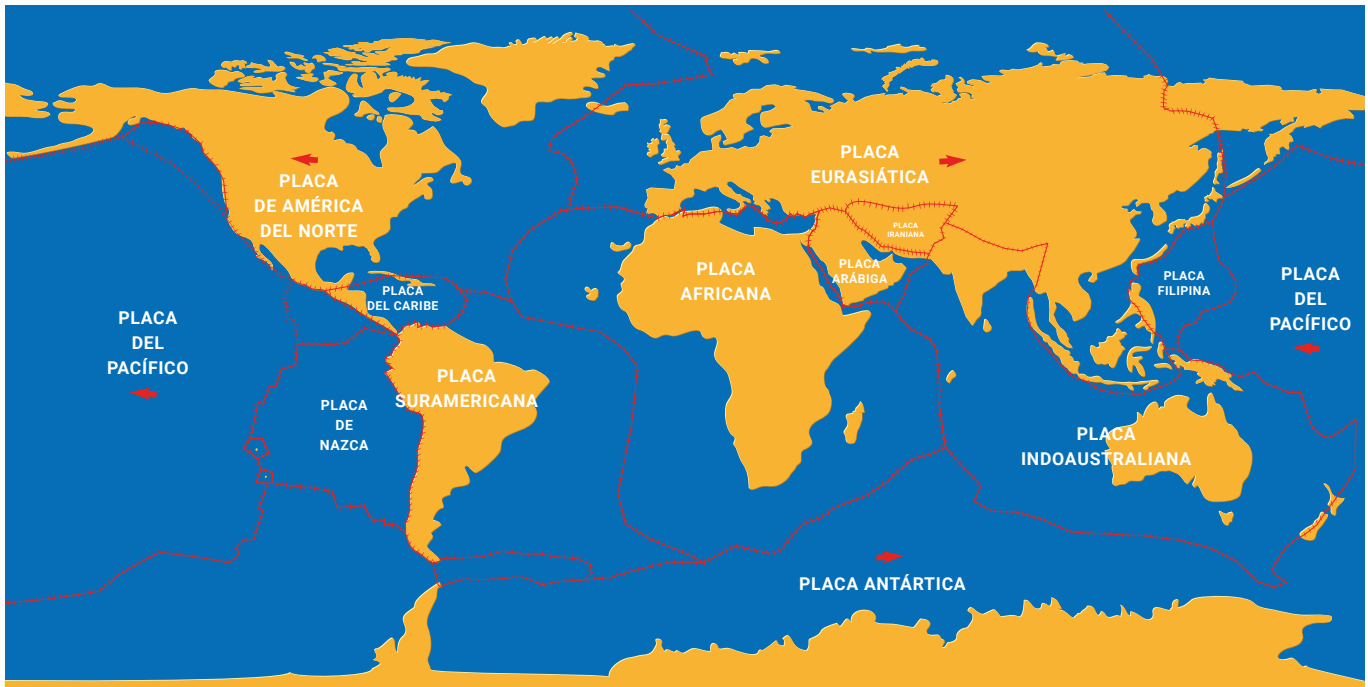 PLACA
DE AMÉRICA
DEL NORTE
PLACA
EURASIÁTICA
PLACA
IRANIANA
PLACA
AFRICANA
PLACA
ARÁBIGA
PLACA
DEL CARIBE
PLACA
FILIPINA
PLACA
DEL
PACÍFICO
PLACA
DEL
PACÍFICO
PLACA
SURAMERICANA
PLACA
DE
NAZCA
PLACA
INDOAUSTRALIANA
PLACA ANTÁRTICA